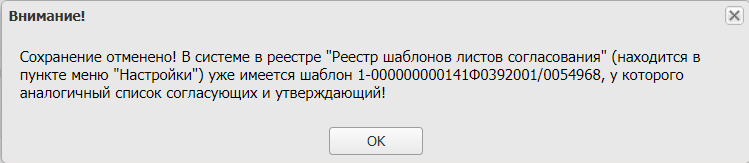 Внимание!
Сохранение отменено! В системе в реестре "Реестр шаблонов листов согласования" (находится в
пункте меню "Настройки") уже имеется шаблон 1-000000000141Ф0392001/0054968, у которого
аналогичный список согласующих и утверждающий!
OK